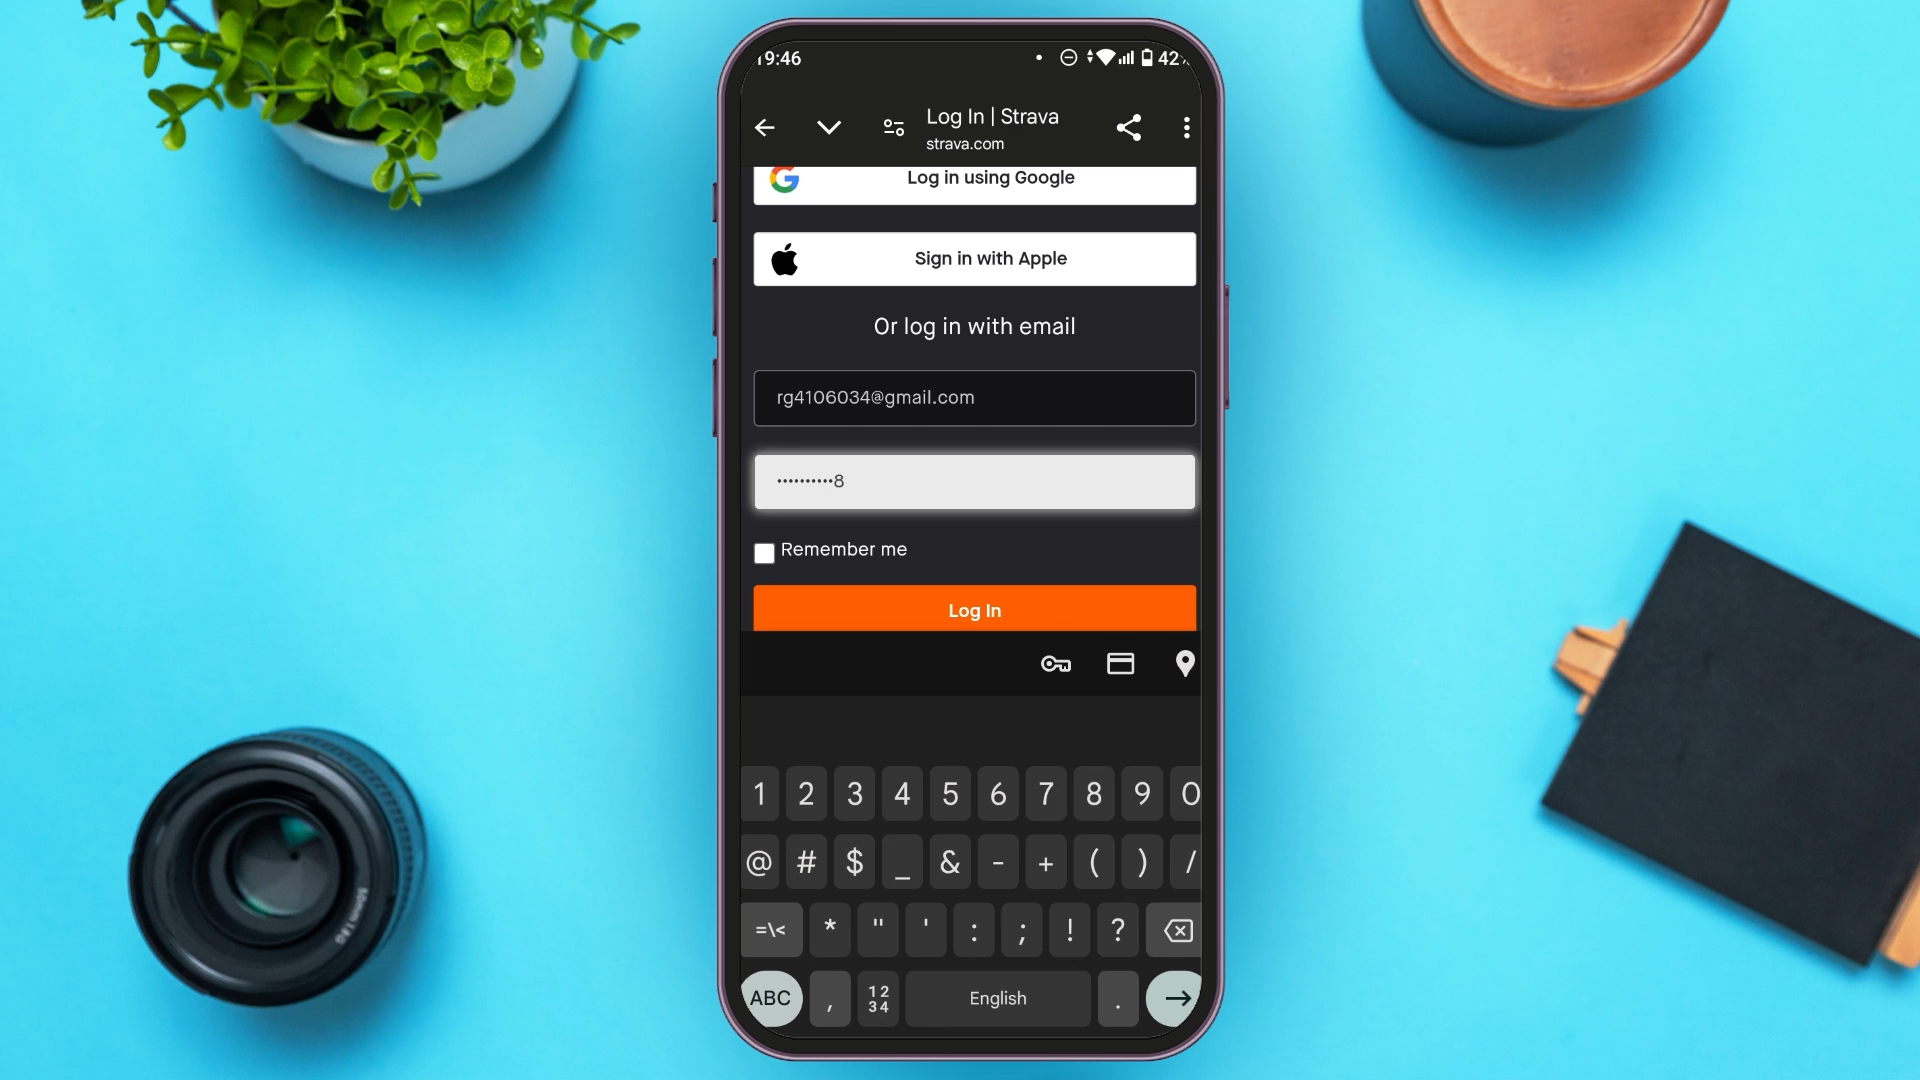 19:46
42
Log In | Strava
strava.com
Log in using Google
Sign in with Apple
Or log in with email
rg4106034@gmail.com
••••••••••8
Remember me
Log In
1 2 3 4 5 6 7 8 9 0
@ # $ _ & - + ( ) /
=\< * " ' : ; ! ?
ABC , 12 34 English .